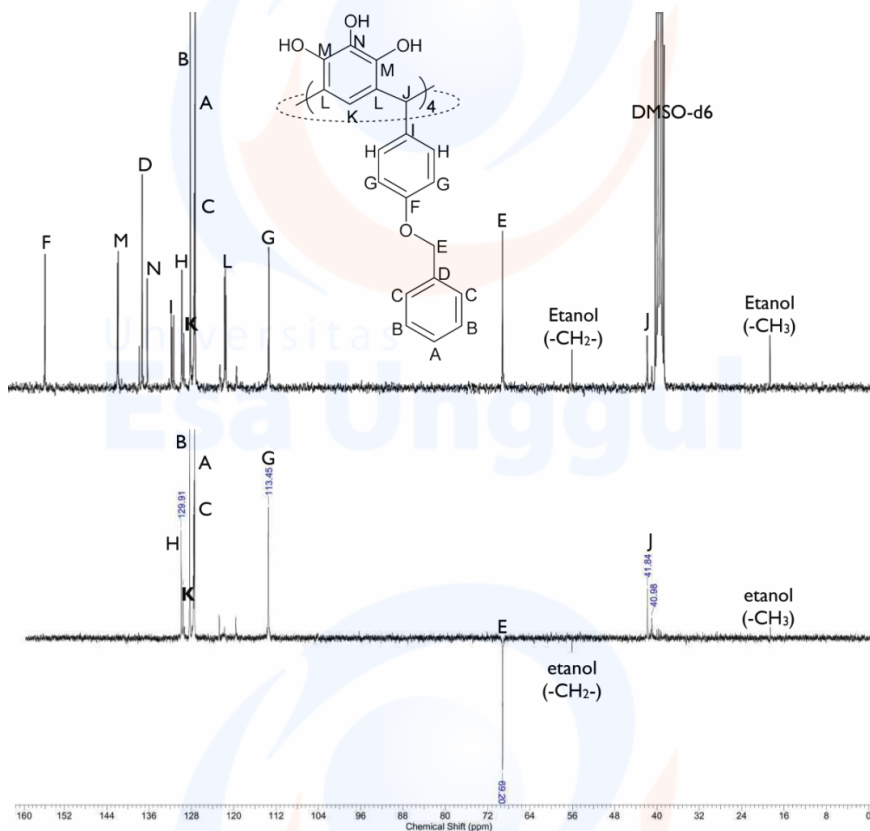 B
A
D
C
F
M
N
H
I
K
L
G
OH
HO
M
N
OH
M
L
K
L
J
4
I
H
H
G
G
F
O
E
D
C
C
B
B
A
E
DMSO-d6
Etanol
(-CH2-)
J
Etanol
(-CH3)
Universitas
Esa Unggul
B
A
C
H
K
129.91
G
113.45
E
69.20
etanol
(-CH2-)
J
41.84
40.98
etanol
(-CH3)
160 152 144 136 128 120 112 104 96 88 80 72 64 56 48 40 32 24 16 8 0
Chemical Shift (ppm)